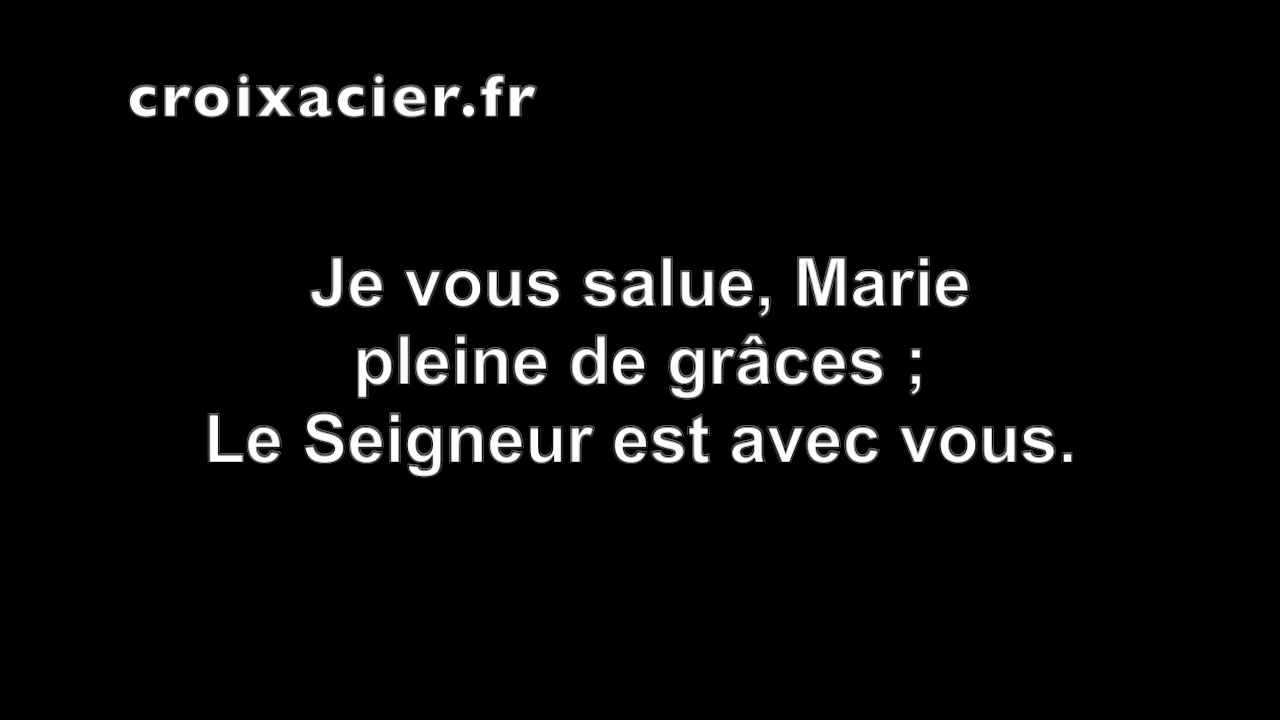 croixacier.fr
Je vous salue, Marie
pleine de grâces ;
Le Seigneur est avec vous.